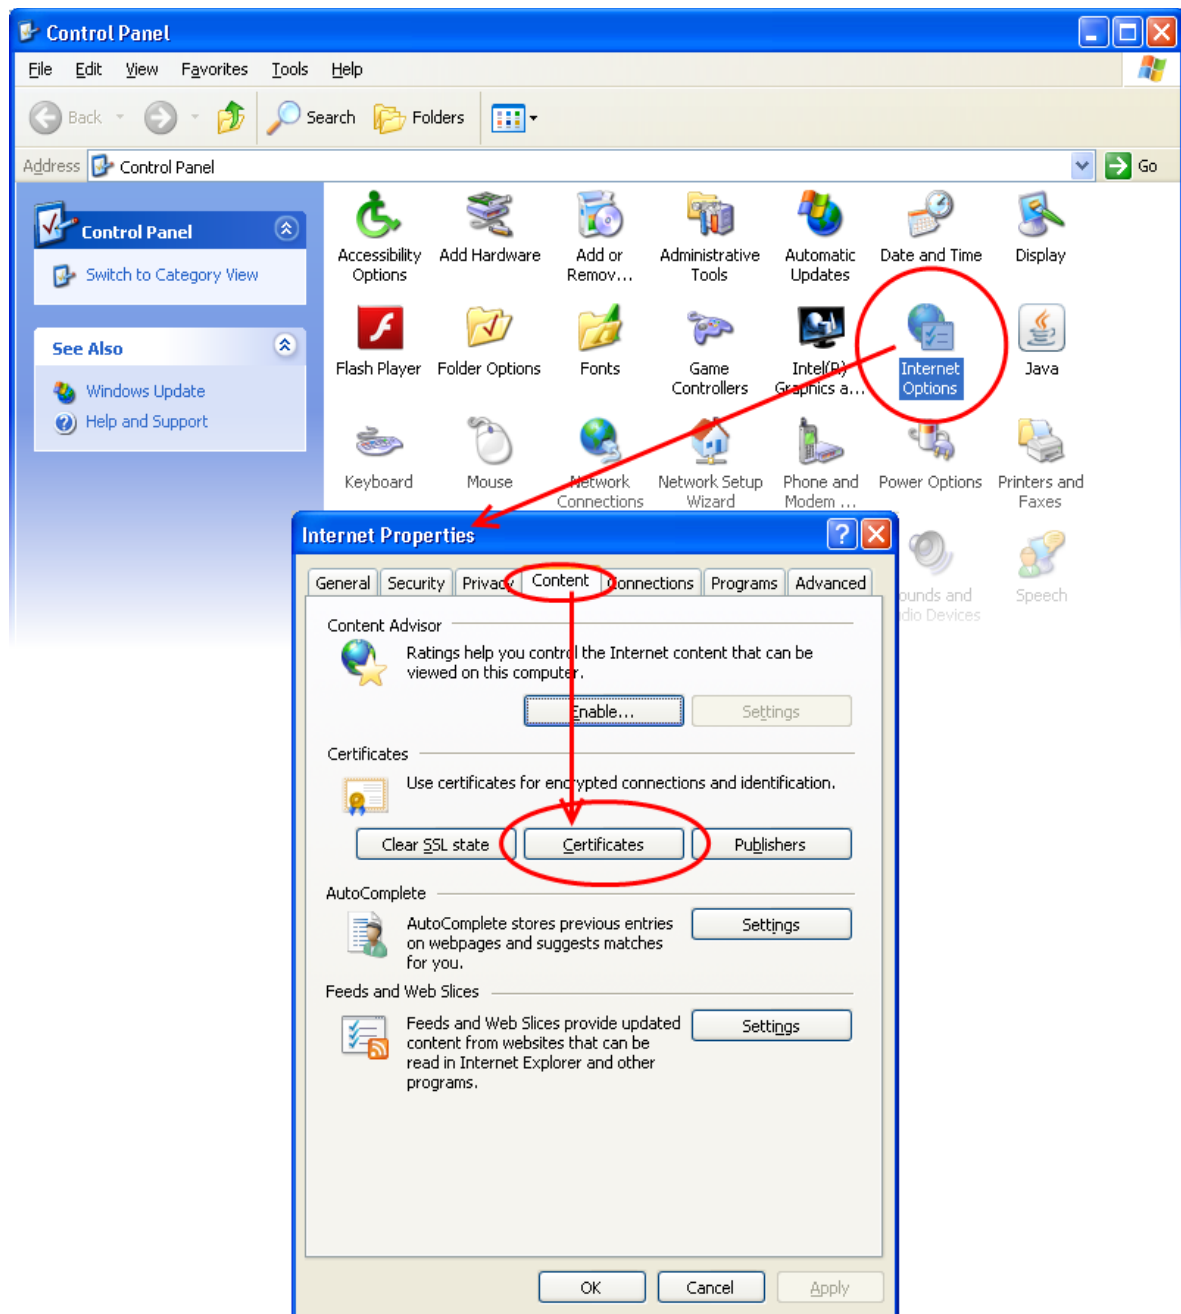 Control Panel
File Edit View Favorites Tools Help
Back Search Folders
Address Control Panel Go
Control Panel
Switch to Category View
See Also
Windows Update
Help and Support
Accessibility Options
Add Hardware
Add or Remov...
Administrative Tools
Automatic Updates
Date and Time
Display
Flash Player
Folder Options
Fonts
Game Controllers
Intel(R) Graphics a...
Internet Options
Java
Keyboard
Mouse
Network Connections
Network Setup Wizard
Phone and Modem ...
Power Options
Printers and Faxes
ounds and
dio Devices
Speech
Internet Properties
General Security Privacy Content Connections Programs Advanced
Content Advisor
Ratings help you control the Internet content that can be
viewed on this computer.
Enable... Settings
Certificates
Use certificates for encrypted connections and identification.
Clear SSL state Certificates Publishers
AutoComplete
AutoComplete stores previous entries
on webpages and suggests matches
for you.
Settings
Feeds and Web Slices
Feeds and Web Slices provide updated
content from websites that can be
read in Internet Explorer and other
programs.
Settings
OK Cancel Apply